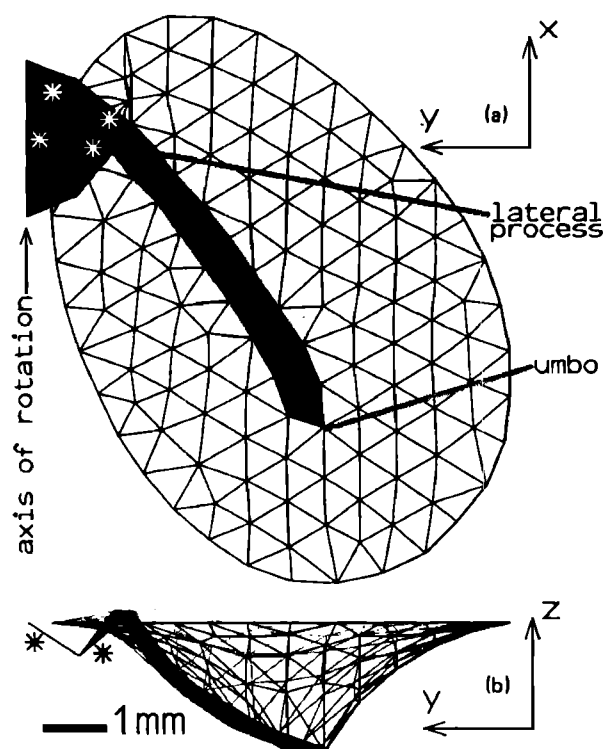 x
y
(a)
lateral
process
axis of rotation
umbo
z
y
(b)
1mm